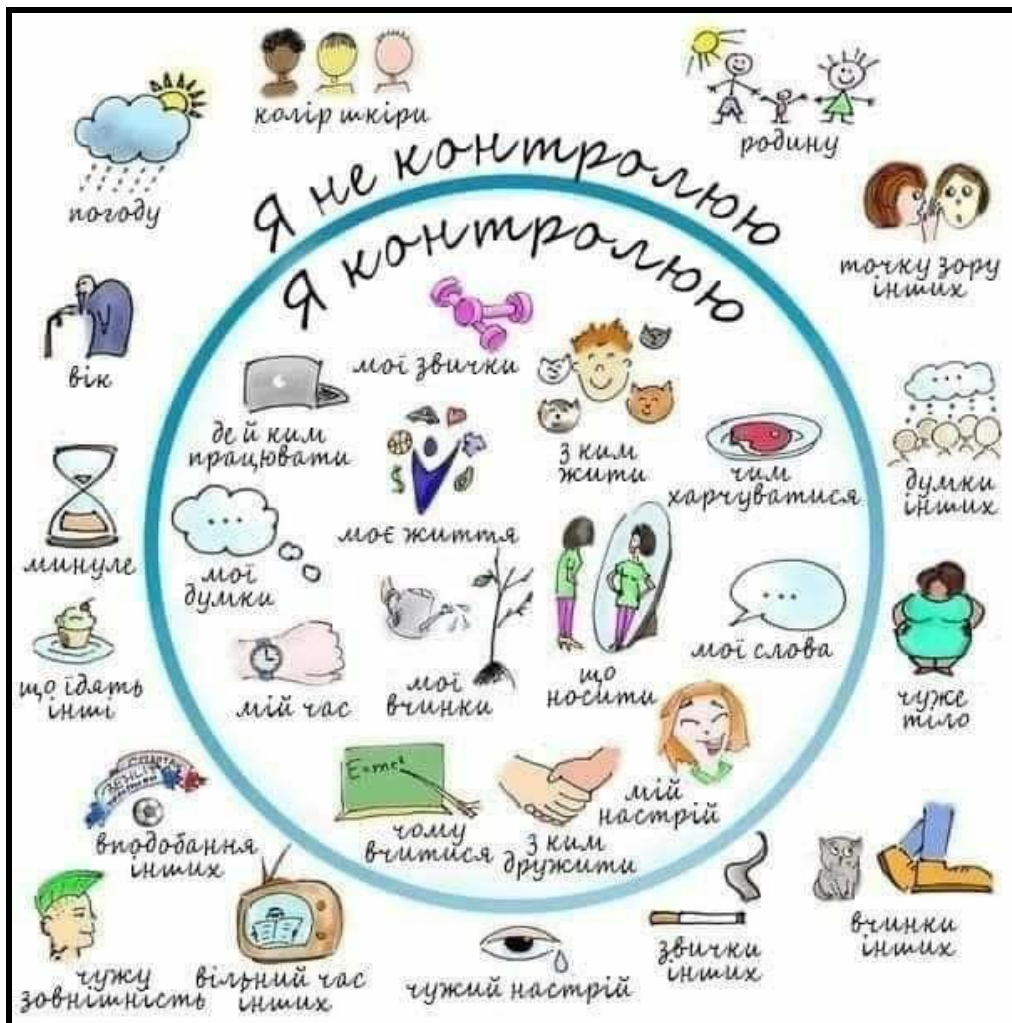 колір шкіри
родину
погоду
Я не контролюю
Я контролюю
точку зору
інших
вік
мої звички
де й ким
працювати
з ким
жити
чим
харчуватися
думки
інших
моє життя
минуле
мої
думки
мої слова
що їдять
інші
мій час
мої
вчинки
що
носити
чуже
тіло
E=mc²
мій
настрій
чому
вчитися
з ким
дружити
СПАРТАК
ЗЕНІТ
вподобання
інших
вчинки
інших
звички
інших
чужу
зовнішність
вільний час
інших
чужий настрій